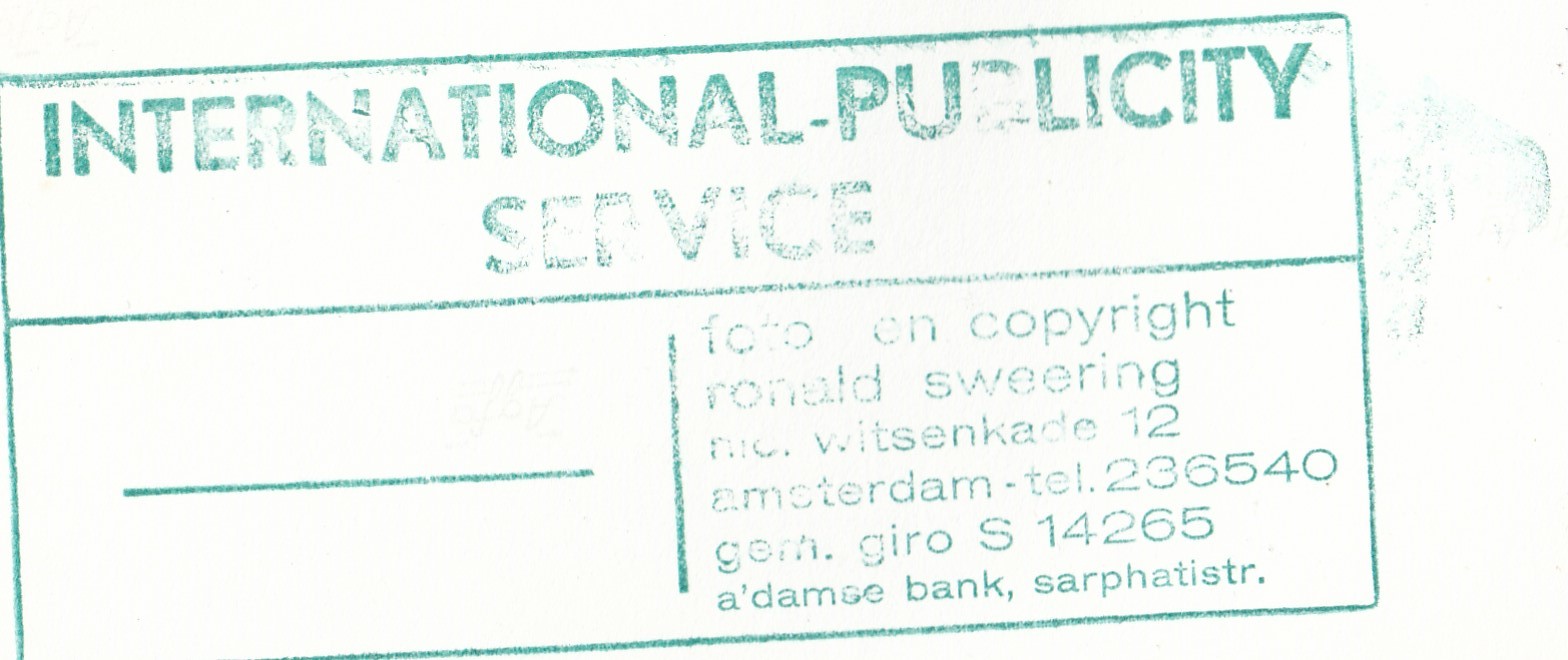 INTERNATIONAL-PUBLICITY
SERVICE
foto en copyright
ronald sweering
nic. witsenkade 12
amsterdam-tel.236540
gem. giro S 14265
a'damse bank, sarphatistr.
Agfa